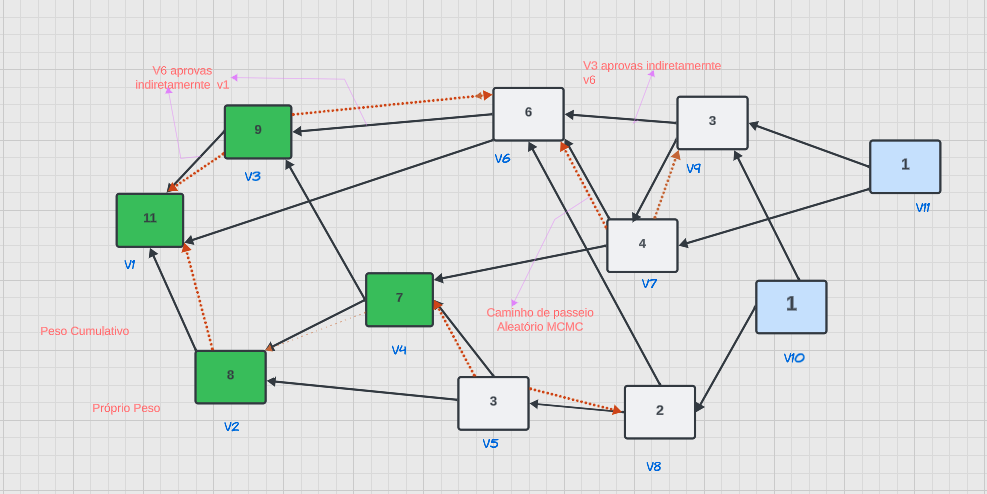 V6 aprovas
indiretamernte v1
V3 aprovas indiretamernte
v6
9
6
3
1
V3
V6
V9
V11
11
V1
4
V7
7
V4
1
V10
Caminho de passeio
Aleatório MCMC
Peso Cumulativo
8
V2
3
V5
2
V8
Próprio Peso